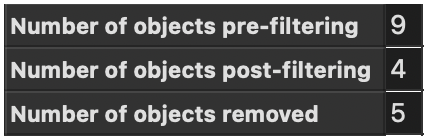 Number of objects pre-filtering 9
Number of objects post-filtering 4
Number of objects removed 5